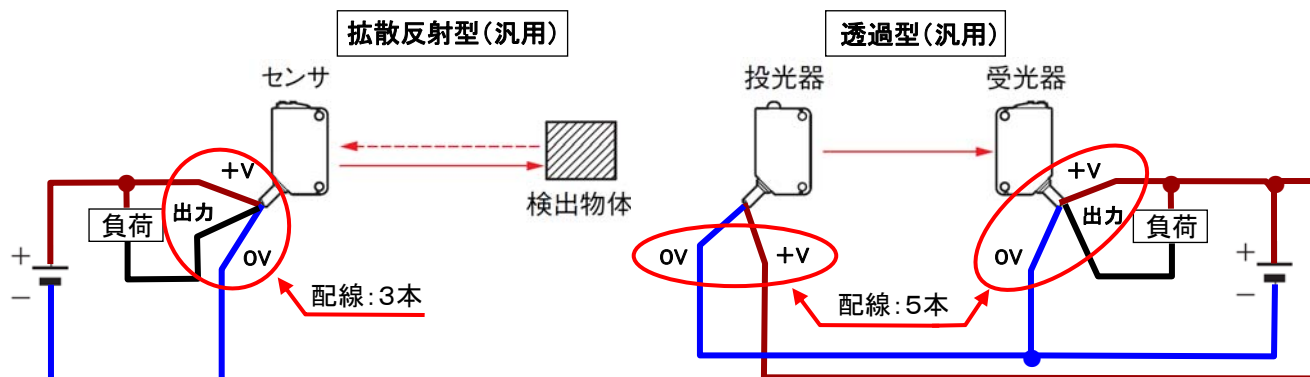 拡散反射型(汎用)
センサ
+V
出力
負荷
0V
+
−
検出物体
配線:3本
透過型(汎用)
投光器
受光器
+V
出力
負荷
0V
0V
+V
+
−
配線:5本